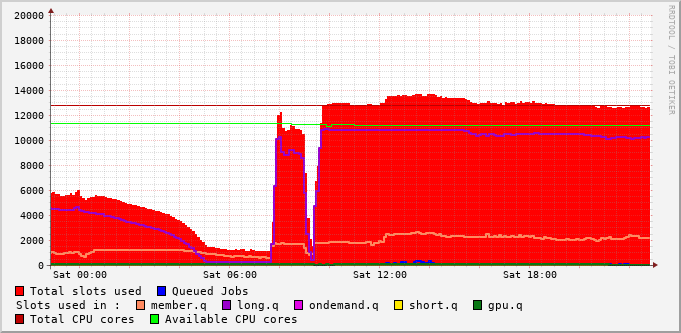 20000
18000
16000
14000
12000
10000
8000
6000
4000
2000
0
Sat 00:00 Sat 06:00 Sat 12:00 Sat 18:00
RRDTOOL / TOBI OETIKER
Total slots used Queued Jobs
Slots used in : member.q long.q ondemand.q short.q gpu.q
Total CPU cores Available CPU cores